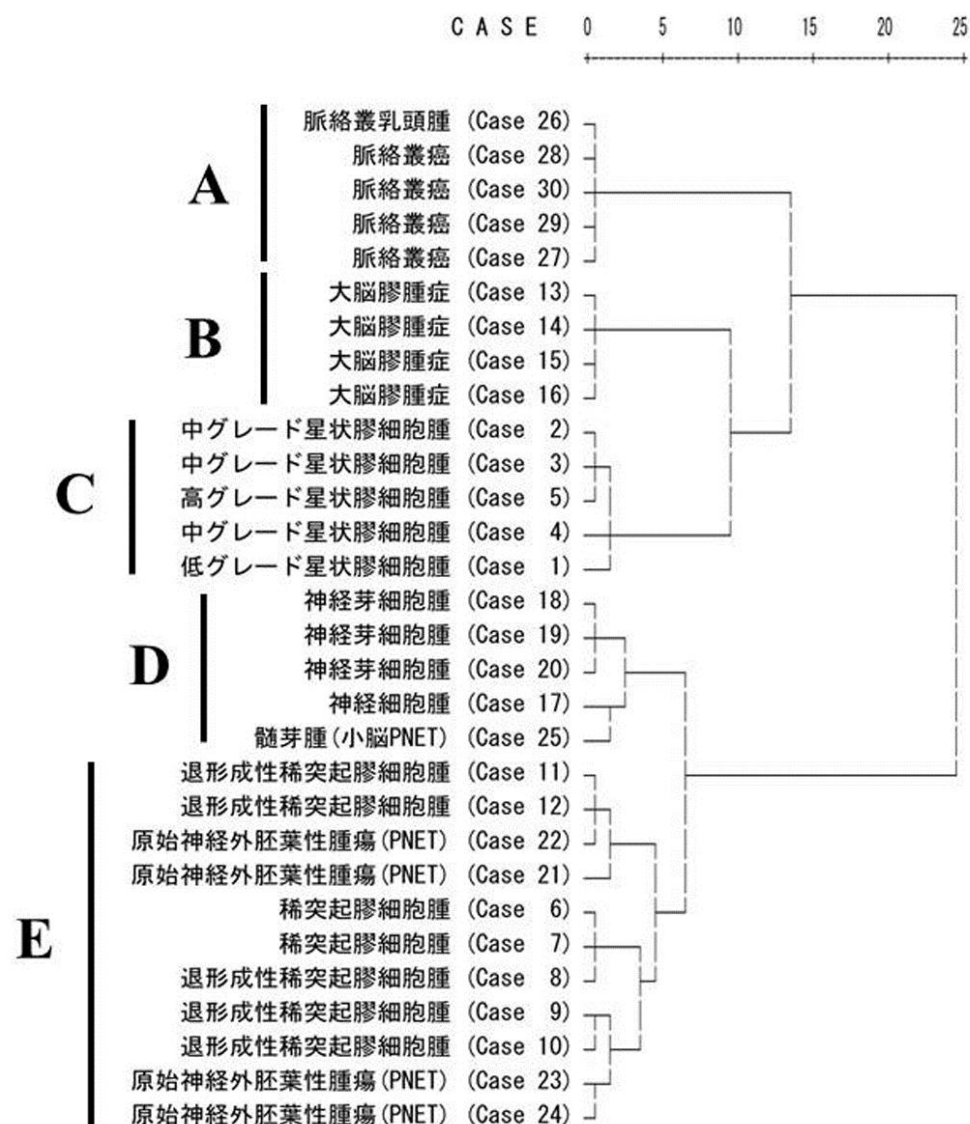 C A S E 0 5 10 15 20 25
脈絡叢乳頭腫 (Case 26)
脈絡叢癌 (Case 28)
A 脈絡叢癌 (Case 30)
脈絡叢癌 (Case 29)
脈絡叢癌 (Case 27)
大脳膠腫症 (Case 13)
B 大脳膠腫症 (Case 14)
大脳膠腫症 (Case 15)
大脳膠腫症 (Case 16)
中グレード星状膠細胞腫 (Case 2)
中グレード星状膠細胞腫 (Case 3)
C 高グレード星状膠細胞腫 (Case 5)
中グレード星状膠細胞腫 (Case 4)
低グレード星状膠細胞腫 (Case 1)
神経芽細胞腫 (Case 18)
神経芽細胞腫 (Case 19)
D 神経芽細胞腫 (Case 20)
神経細胞腫 (Case 17)
髄芽腫(小脳PNET) (Case 25)
退形成性稀突起膠細胞腫 (Case 11)
退形成性稀突起膠細胞腫 (Case 12)
原始神経外胚葉性腫瘍(PNET) (Case 22)
原始神経外胚葉性腫瘍(PNET) (Case 21)
稀突起膠細胞腫 (Case 6)
E 稀突起膠細胞腫 (Case 7)
退形成性稀突起膠細胞腫 (Case 8)
退形成性稀突起膠細胞腫 (Case 9)
退形成性稀突起膠細胞腫 (Case 10)
原始神経外胚葉性腫瘍(PNET) (Case 23)
原始神経外胚葉性腫瘍(PNET) (Case 24)